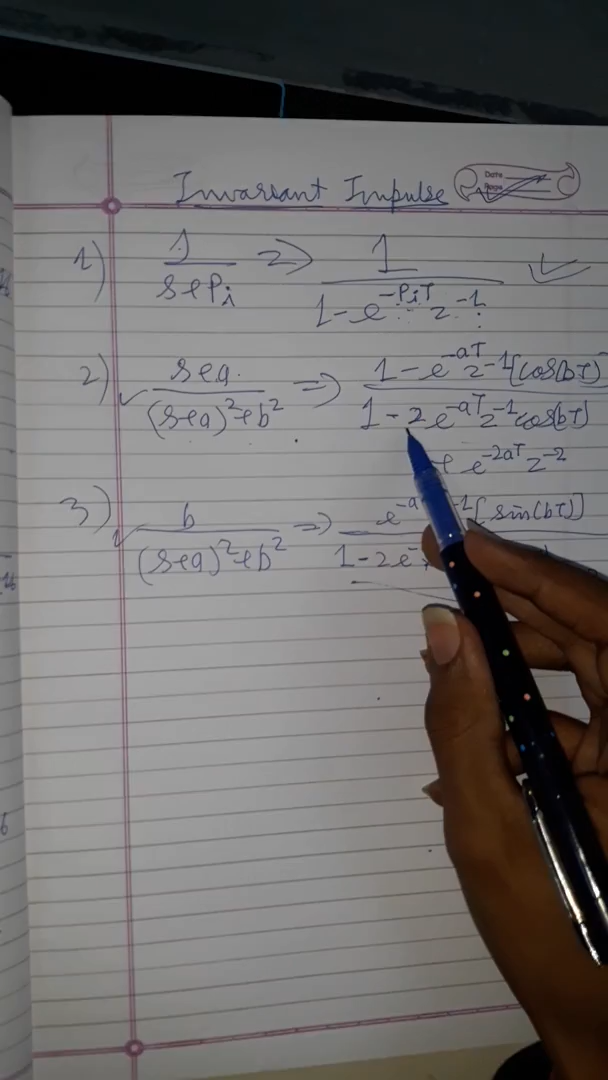 Invariant Impulse
Date
Page
1) 1/(s+Pi) => 1/(1-e^-PiT z^-1)
2) (s+a)/((s+a)^2+b^2) => (1-e^-aT z^-1[cos(bT)])/(1-2e^-aT z^-1 cos(bT)
+ e^-2aT z^-2
3) b/((s+a)^2+b^2) => (e^-a ^-1[sin(bT)])/(1-2e^-